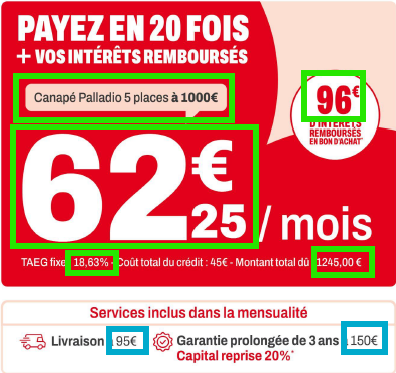 PAYEZ EN 20 FOIS
+ VOS INTÉRÊTS REMBOURSÉS
Canapé Palladio 5 places à 1000€
96€
D'INTÉRÊTS
REMBOURSÉS
EN BON D'ACHAT*
62€25 / mois
TAEG fixe 18,63% - Coût total du crédit : 45€ - Montant total dû 1245,00 €
Services inclus dans la mensualité
Livraison à 95€
Garantie prolongée de 3 ans à 150€
Capital reprise 20%*